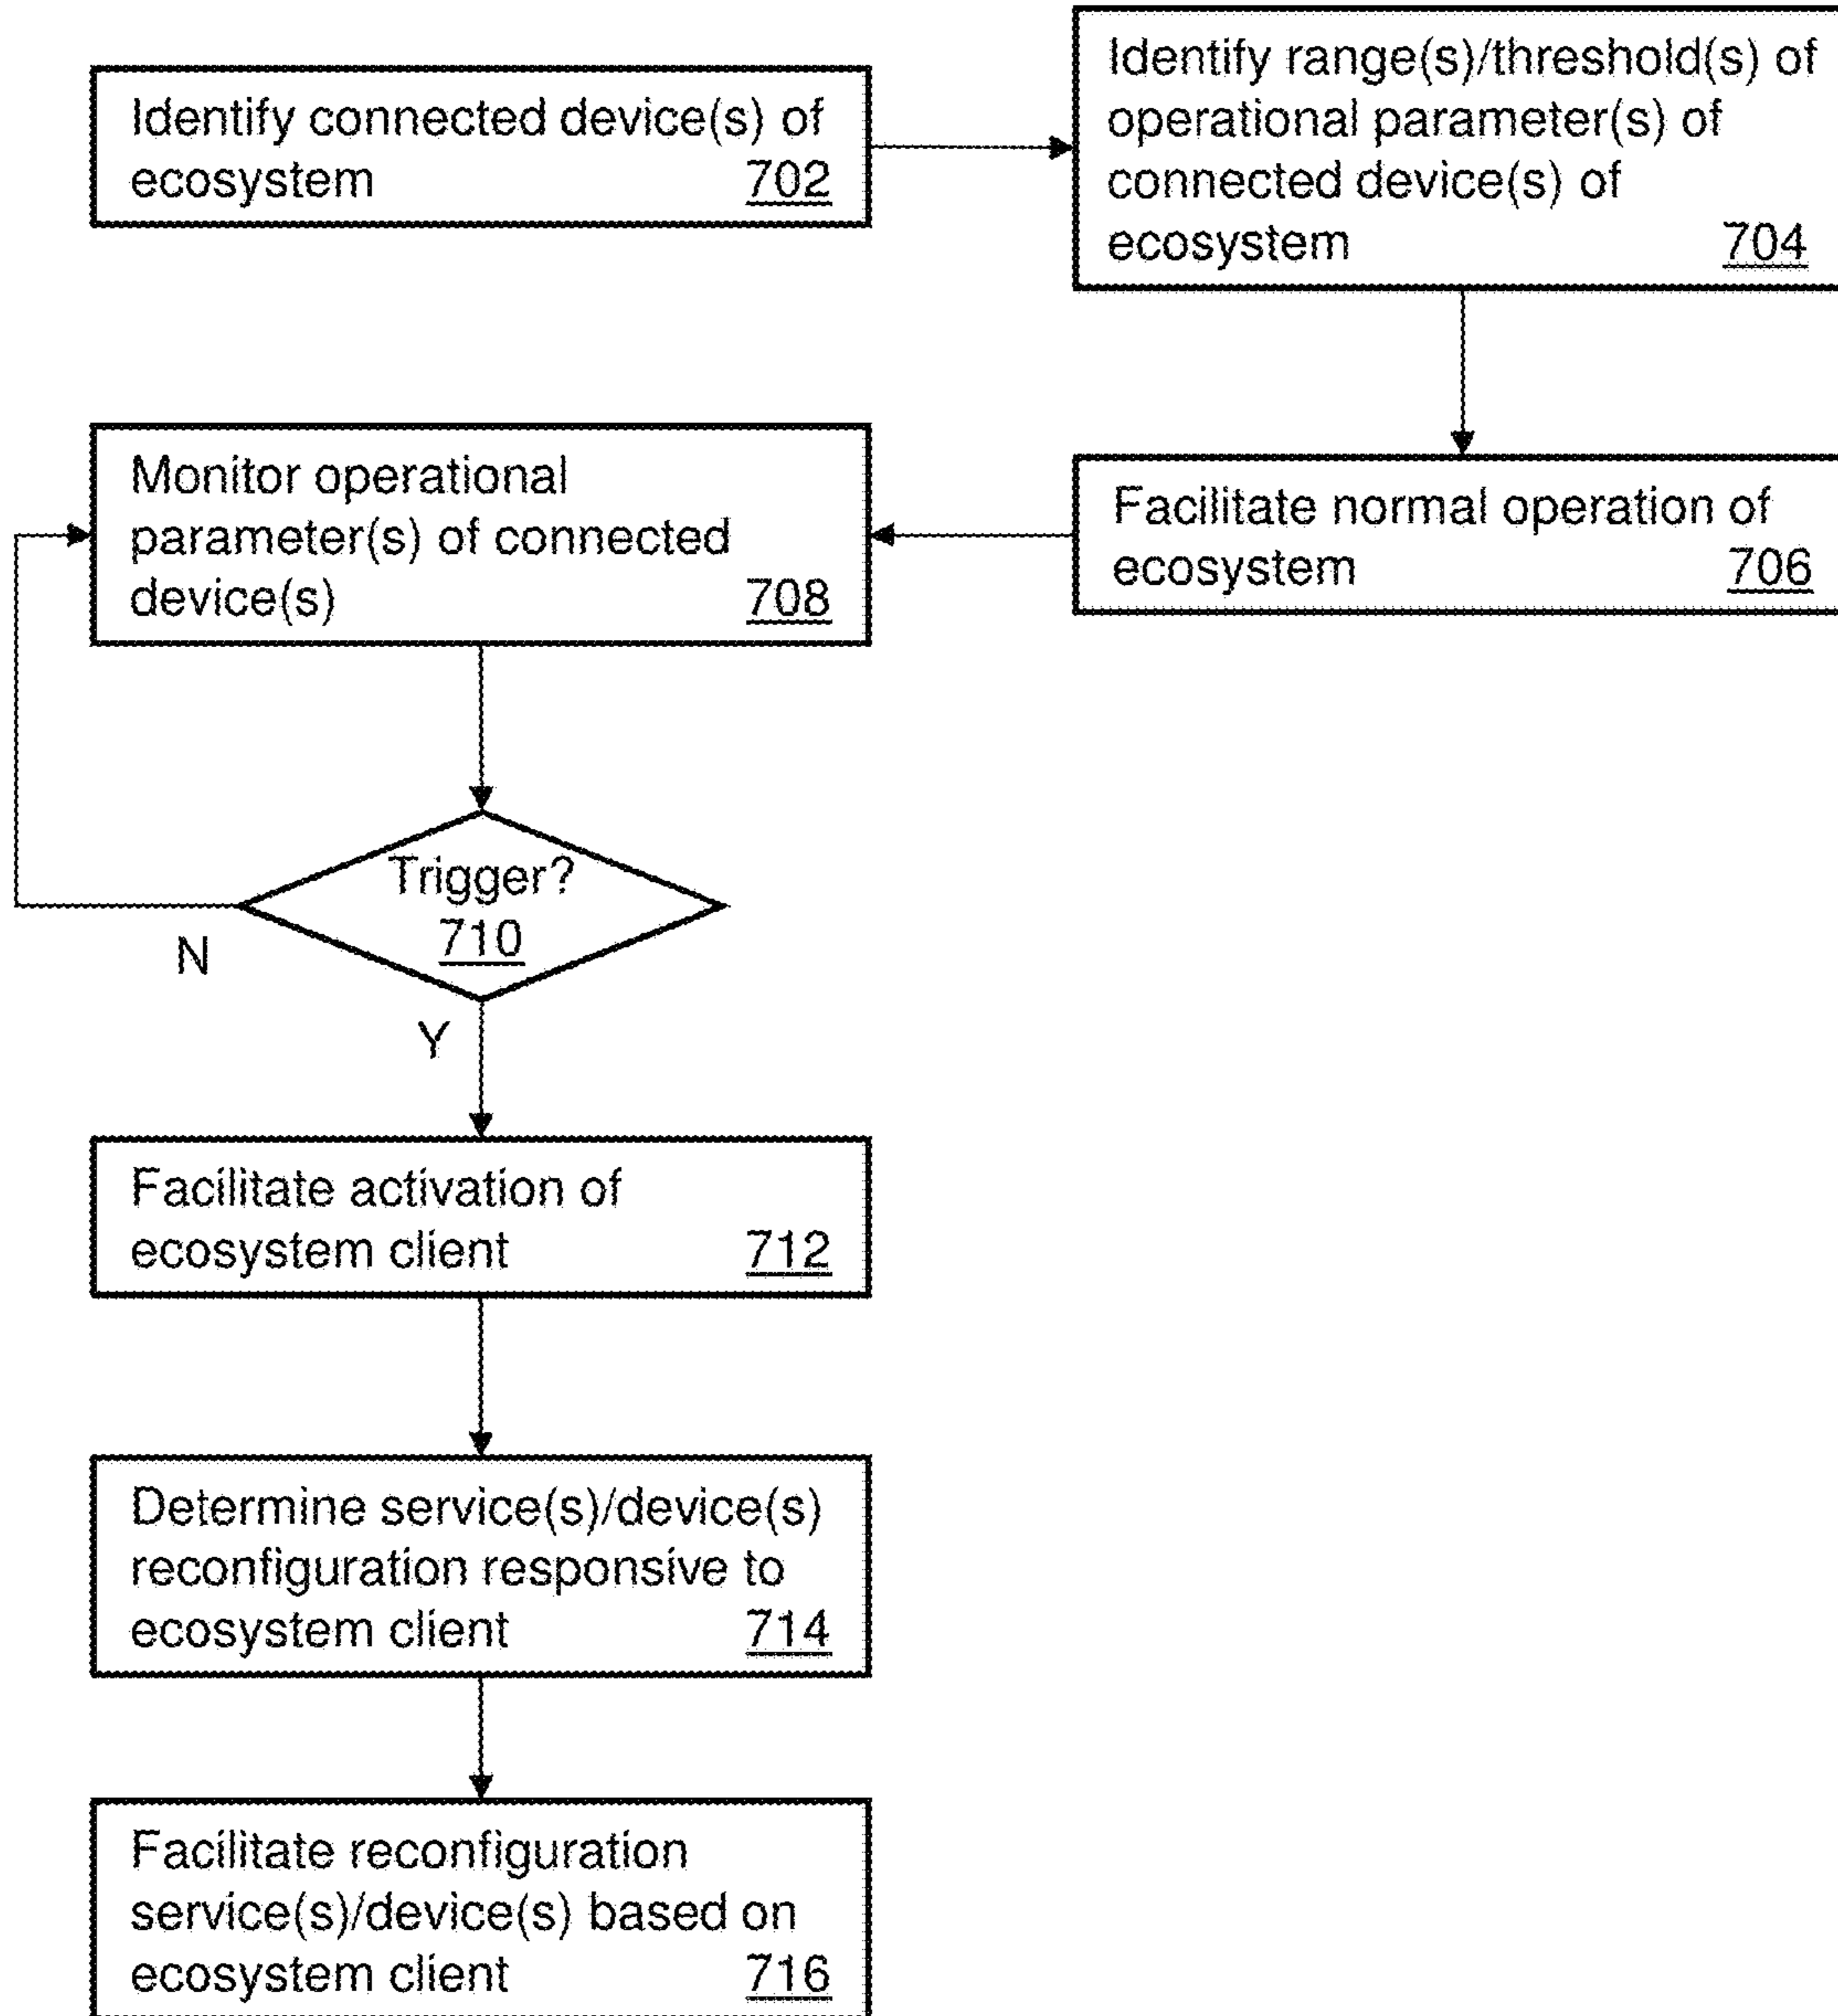 Identify connected device(s) of
ecosystem 702
Identify range(s)/threshold(s) of
operational parameter(s) of
connected device(s) of
ecosystem 704
Facilitate normal operation of
ecosystem 706
Monitor operational
parameter(s) of connected
device(s) 708
Trigger?
710
N
Y
Facilitate activation of
ecosystem client 712
Determine service(s)/device(s)
reconfiguration responsive to
ecosystem client 714
Facilitate reconfiguration
service(s)/device(s) based on
ecosystem client 716